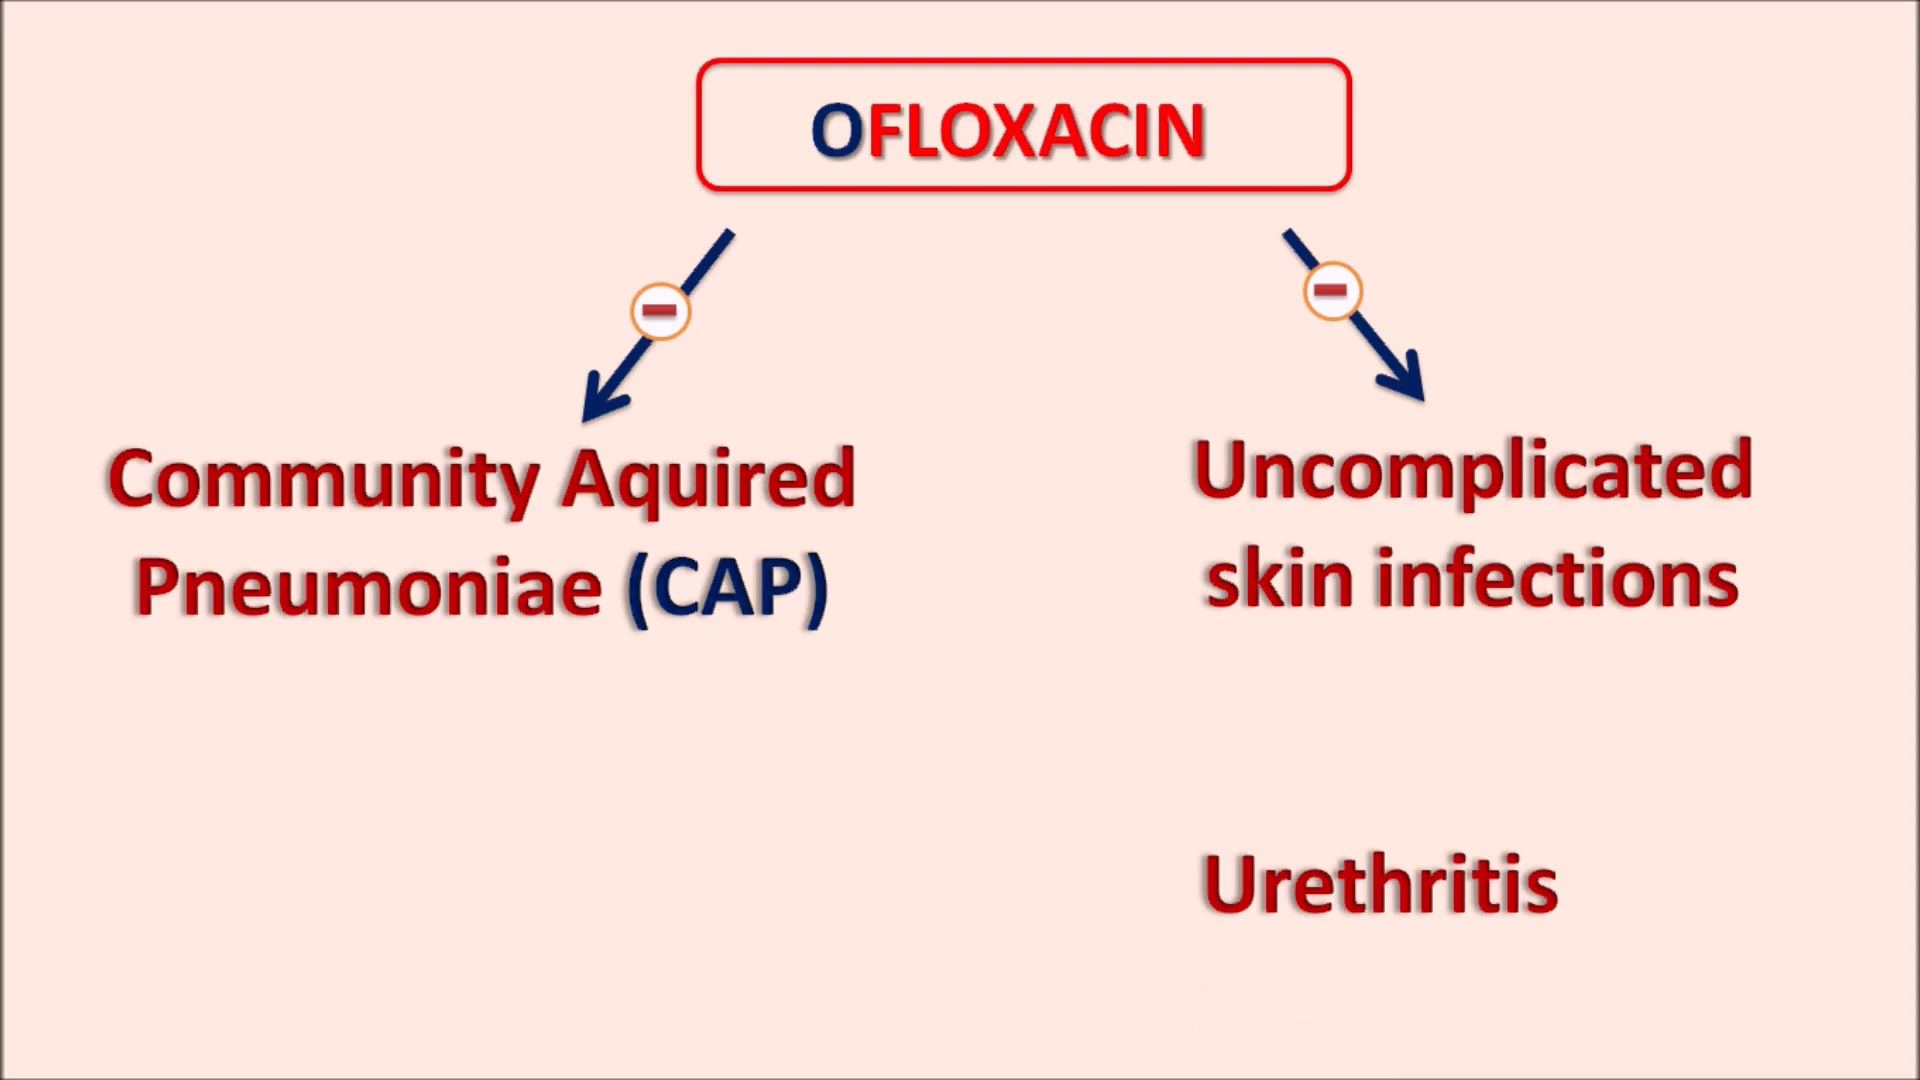 OFLOXACIN
Community Aquired
Pneumoniae (CAP)
Uncomplicated
skin infections
Urethritis